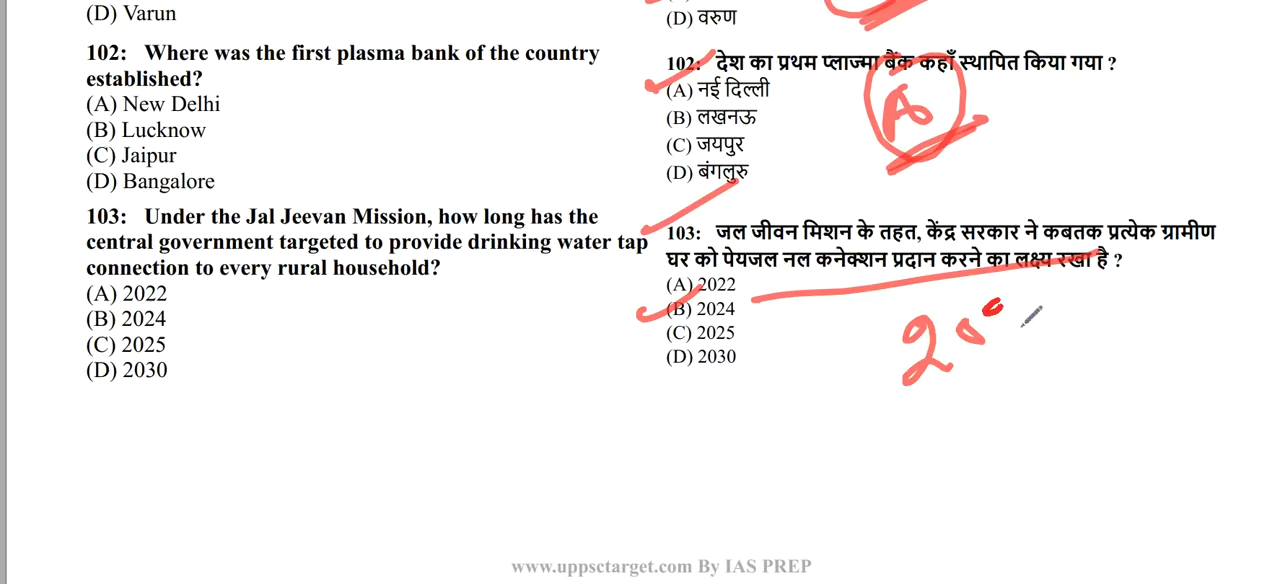 (D) Varun
102: Where was the first plasma bank of the country
established?
(A) New Delhi
(B) Lucknow
(C) Jaipur
(D) Bangalore
103: Under the Jal Jeevan Mission, how long has the
central government targeted to provide drinking water tap
connection to every rural household?
(A) 2022
(B) 2024
(C) 2025
(D) 2030
(D) वरुण
102: देश का प्रथम प्लाज्मा बैंक कहाँ स्थापित किया गया ?
(A) नई दिल्ली
(B) लखनऊ
(C) जयपुर
(D) बंगलुरु
A
103: जल जीवन मिशन के तहत, केंद्र सरकार ने कबतक प्रत्येक ग्रामीण
घर को पेयजल नल कनेक्शन प्रदान करने का लक्ष्य रखा है ?
(A) 2022
(B) 2024
(C) 2025
(D) 2030
www.uppsctarget.com By IAS PREP